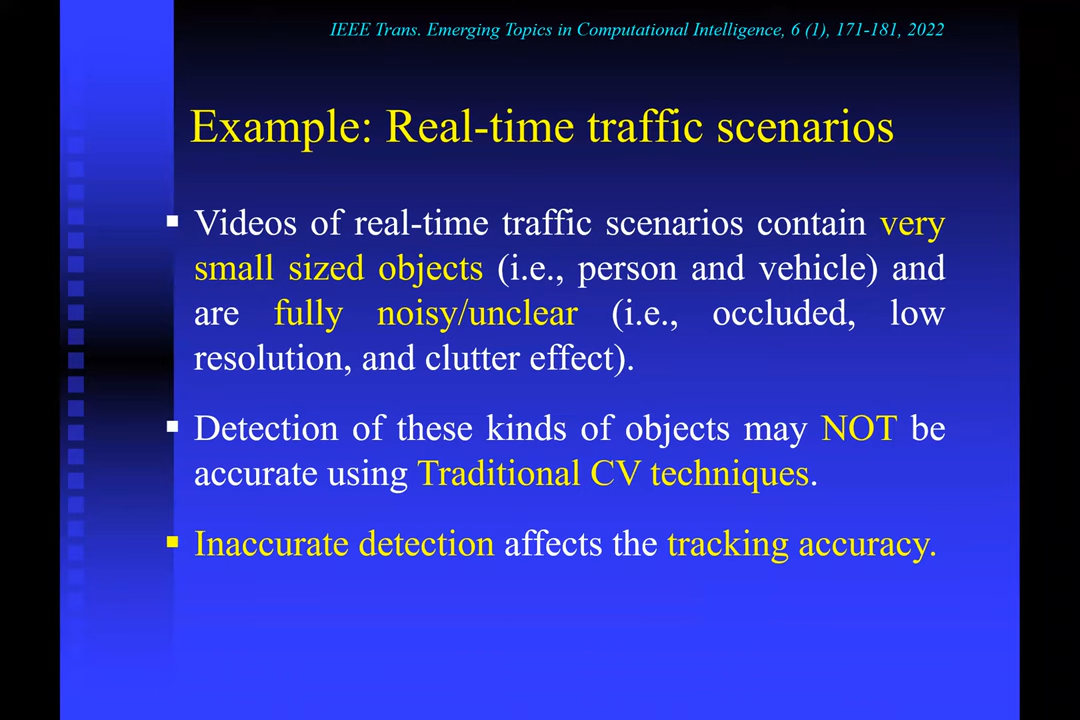 IEEE Trans. Emerging Topics in Computational Intelligence, 6 (1), 171-181, 2022
Example: Real-time traffic scenarios
▪ Videos of real-time traffic scenarios contain very
small sized objects (i.e., person and vehicle) and
are fully noisy/unclear (i.e., occluded, low
resolution, and clutter effect).
▪ Detection of these kinds of objects may NOT be
accurate using Traditional CV techniques.
▪ Inaccurate detection affects the tracking accuracy.